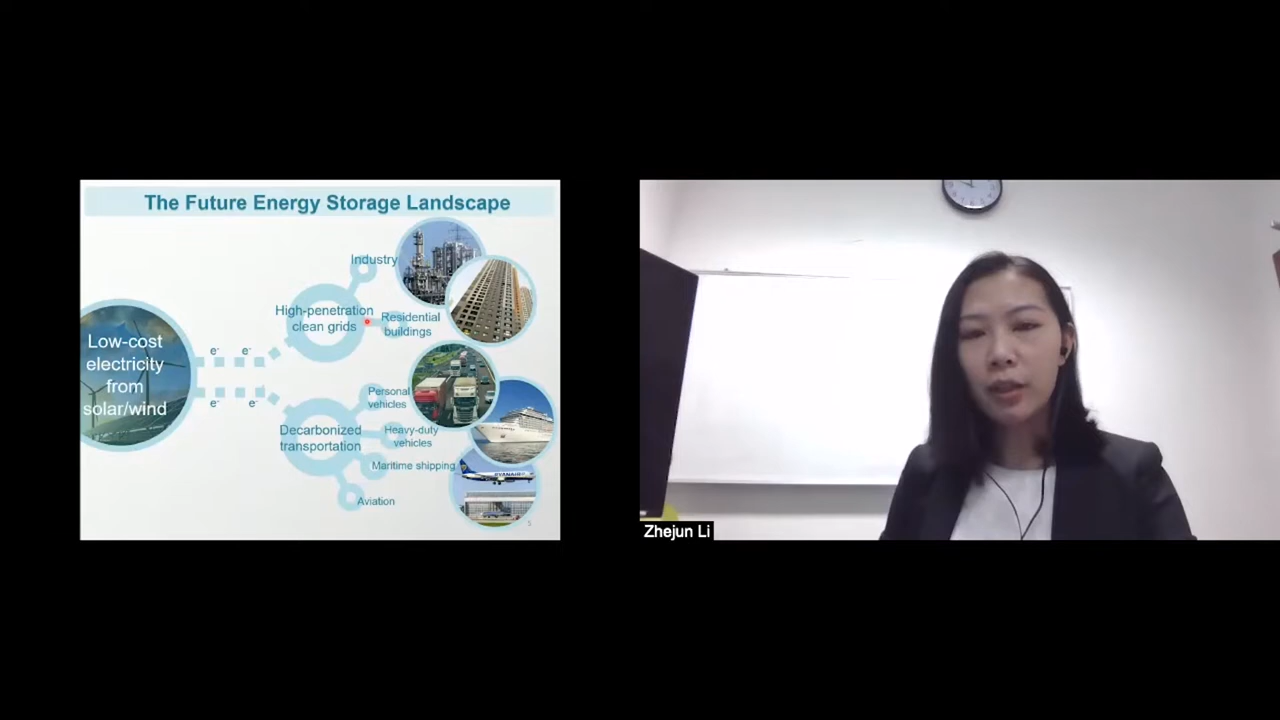 The Future Energy Storage Landscape
Industry
High-penetration
clean grids
Residential
buildings
Low-cost
electricity
from
solar/wind
e-
e-
e-
e-
Personal
vehicles
Decarbonized
transportation
Heavy-duty
vehicles
Maritime shipping
RYANAIR
Aviation
5
Zhejun Li